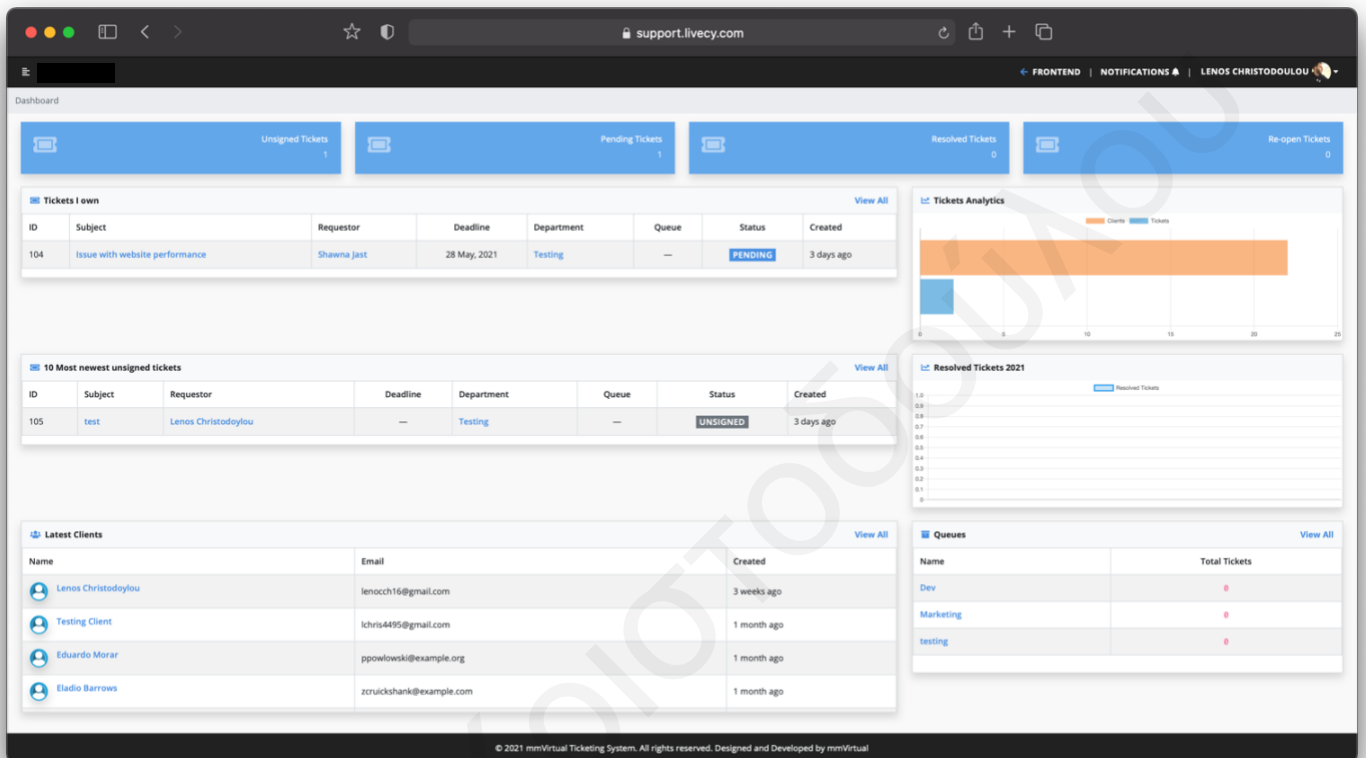 support.livecy.com
FRONTEND | NOTIFICATIONS | LENOS CHRISTODOULOU
Dashboard
Unsigned Tickets
1
Pending Tickets
1
Resolved Tickets
0
Re-open Tickets
0
Tickets I own View All
ID Subject Requestor Deadline Department Queue Status Created
104 Issue with website performance Shawna Jast 28 May, 2021 Testing — PENDING 3 days ago
Tickets Analytics
Clients Tickets
0 5 10 15 20 25
10 Most newest unsigned tickets View All
ID Subject Requestor Deadline Department Queue Status Created
105 test Lenos Christodoylou — Testing — UNSIGNED 3 days ago
Resolved Tickets 2021
Resolved Tickets
1.0
0.9
0.8
0.7
0.6
0.5
0.4
0.3
0.2
0.1
0
Latest Clients View All
Name Email Created
Lenos Christodoylou lenocch16@gmail.com 3 weeks ago
Testing Client lchris4495@gmail.com 1 month ago
Eduardo Morar ppowlowski@example.org 1 month ago
Eladio Barrows zcruickshank@example.com 1 month ago
Queues View All
Name Total Tickets
Dev 0
Marketing 0
testing 0
© 2021 mmVirtual Ticketing System. All rights reserved. Designed and Developed by mmVirtual